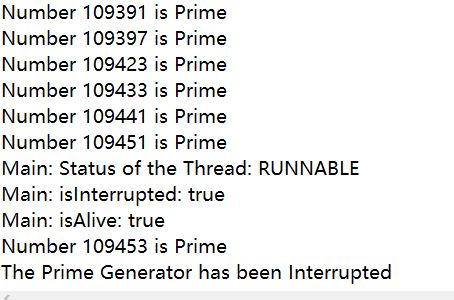 Number 109391 is Prime
Number 109397 is Prime
Number 109423 is Prime
Number 109433 is Prime
Number 109441 is Prime
Number 109451 is Prime
Main: Status of the Thread: RUNNABLE
Main: isInterrupted: true
Main: isAlive: true
Number 109453 is Prime
The Prime Generator has been Interrupted